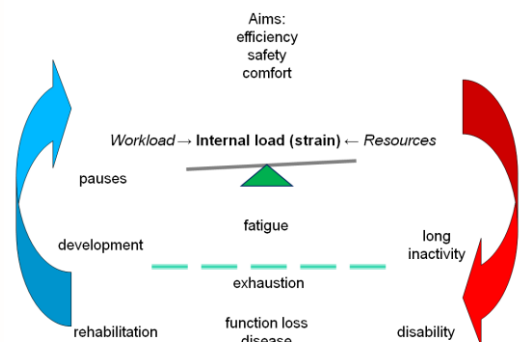 Aims:
efficiency
safety
comfort
Workload → Internal load (strain) ← Resources
pauses
fatigue
development
long
inactivity
exhaustion
rehabilitation
function loss
disease
disability